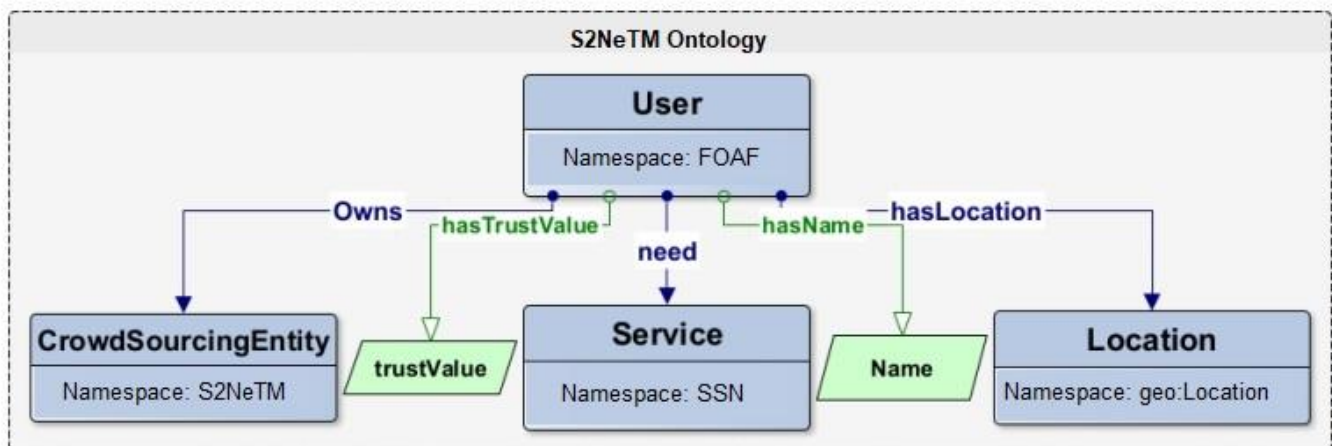 S2NeTM Ontology
User
Namespace: FOAF
Owns
hasTrustValue
need
hasName
hasLocation
CrowdSourcingEntity
Namespace: S2NeTM
trustValue
Service
Namespace: SSN
Name
Location
Namespace: geo:Location